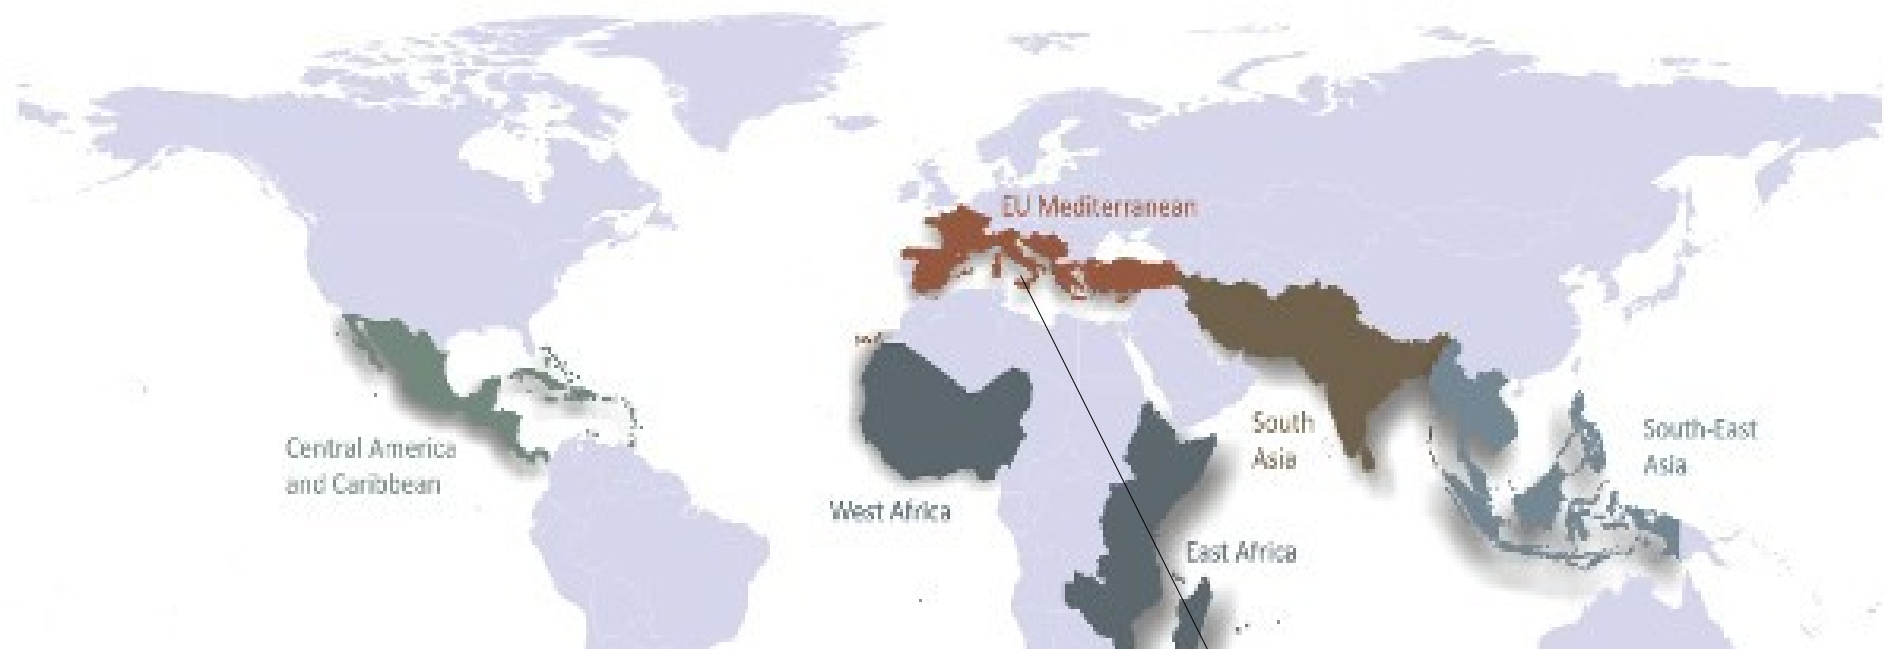 EU Mediterranean
Central America
and Caribbean
West Africa
South
Asia
East Africa
South-East
Asia